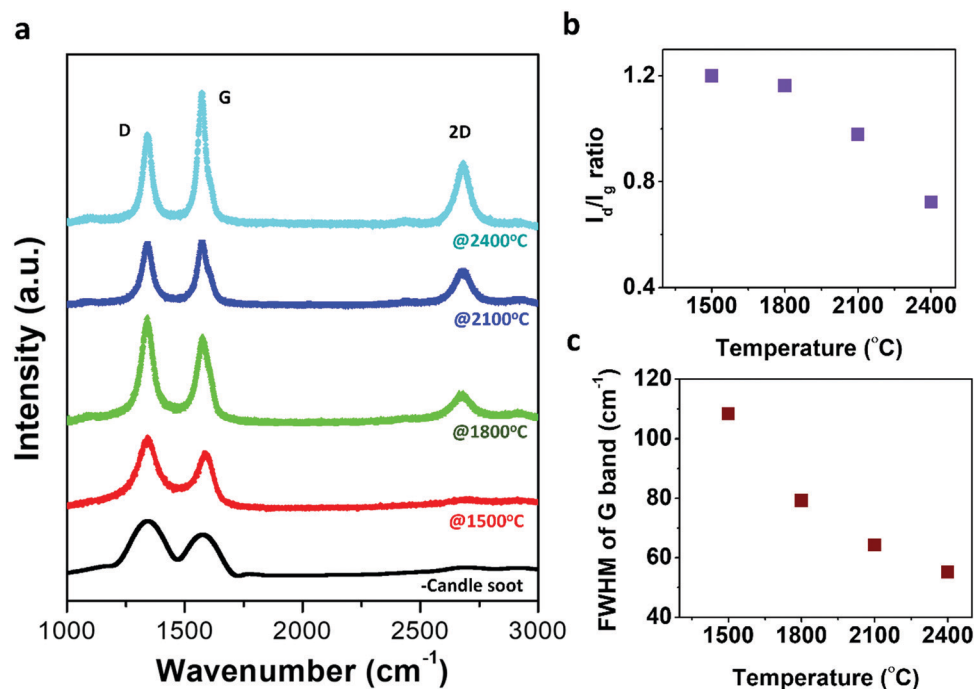 a
D
G
2D
@2400°C
@2100°C
@1800°C
@1500°C
-Candle soot
Intensity (a.u.)
1000 1500 2000 2500 3000
Wavenumber (cm⁻¹)
b
1.2
0.8
0.4
I_d/I_g ratio
1500 1800 2100 2400
Temperature (°C)
c
120
100
80
60
40
FWHM of G band (cm⁻¹)
1500 1800 2100 2400
Temperature (°C)